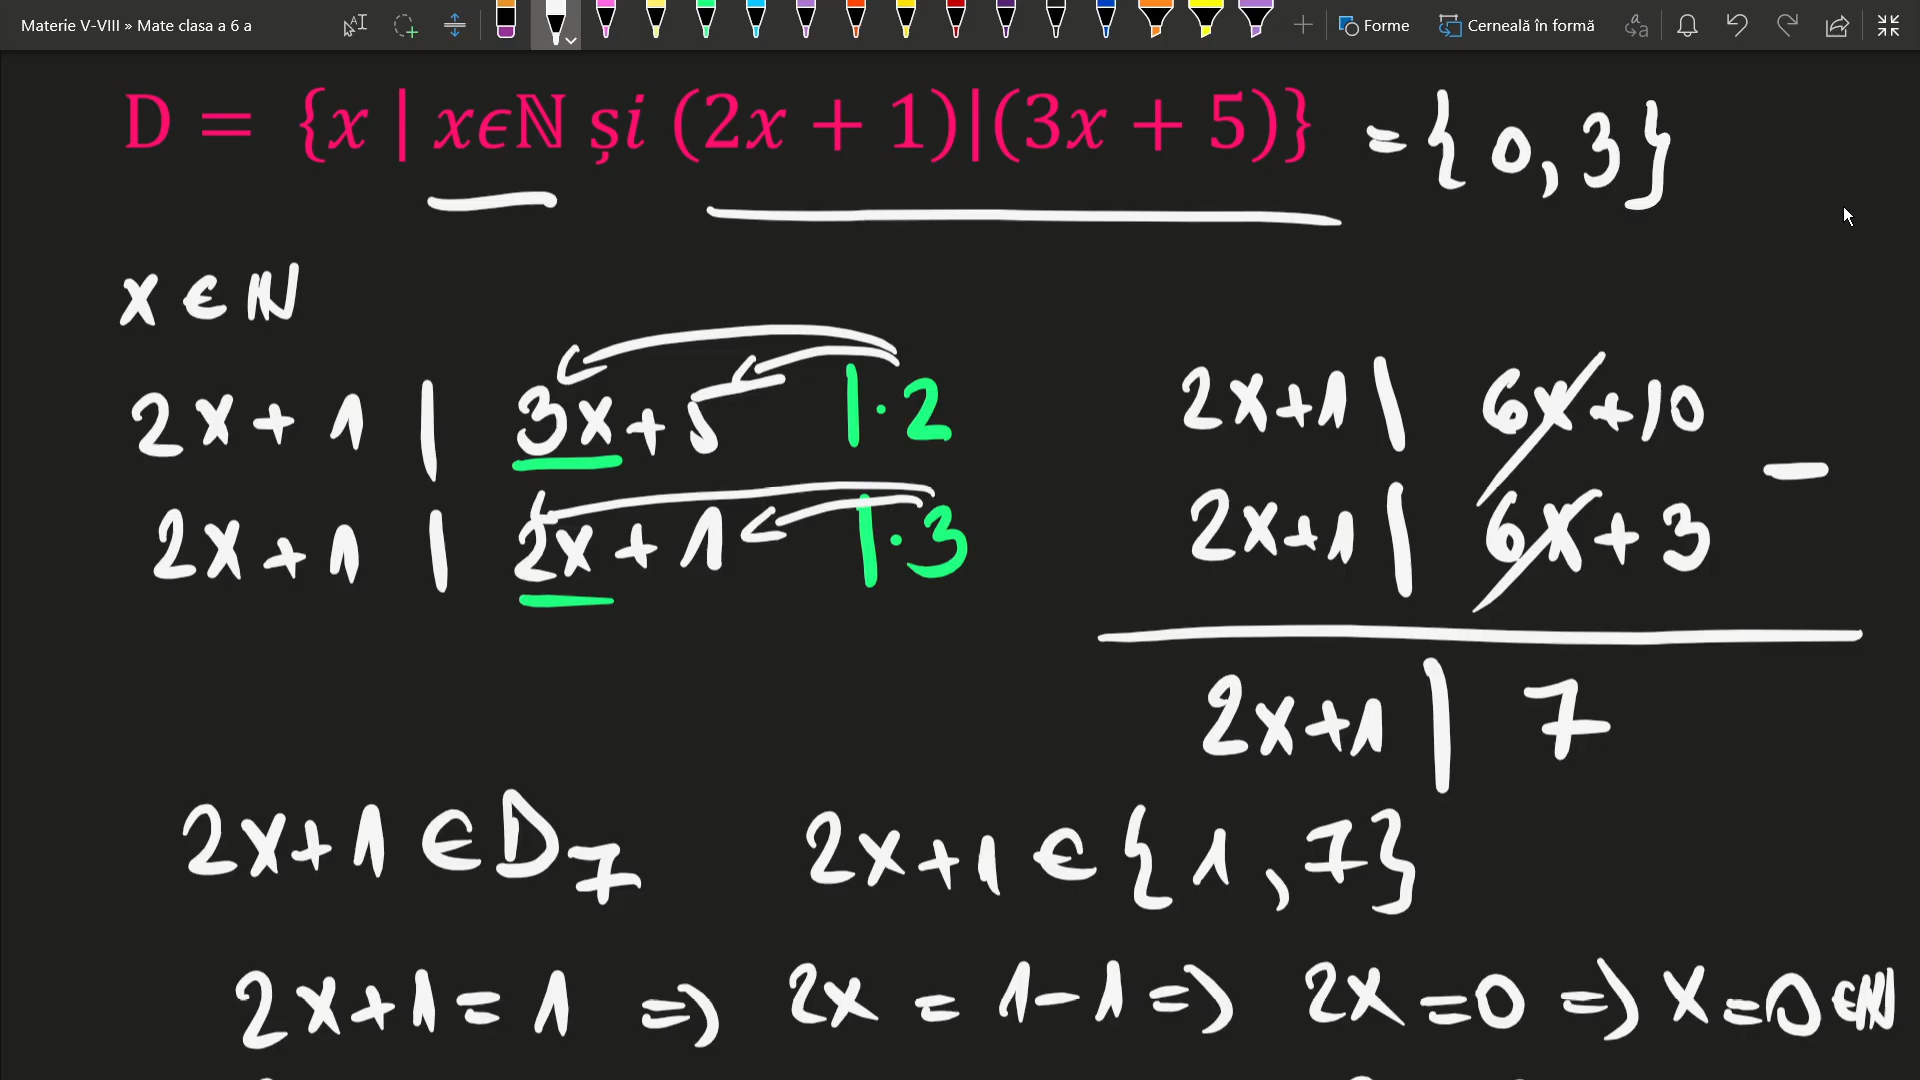 Materie V-VIII » Mate clasa a 6 a Forme Cerneală în formă
D = {x | xϵℕ și (2x + 1)|(3x + 5)} = {0, 3}
x ∈ ℕ
2x + 1 | 3x + 5 |·2
2x + 1 | 2x + 1 |·3
2x+1 | 6x+10
2x+1 | 6x+3 −
2x+1 | 7
2x+1 ∈ D₇ 2x+1 ∈ {1, 7}
2x+1 = 1 => 2x = 1-1 => 2x = 0 => x = 0 ∈ ℕ